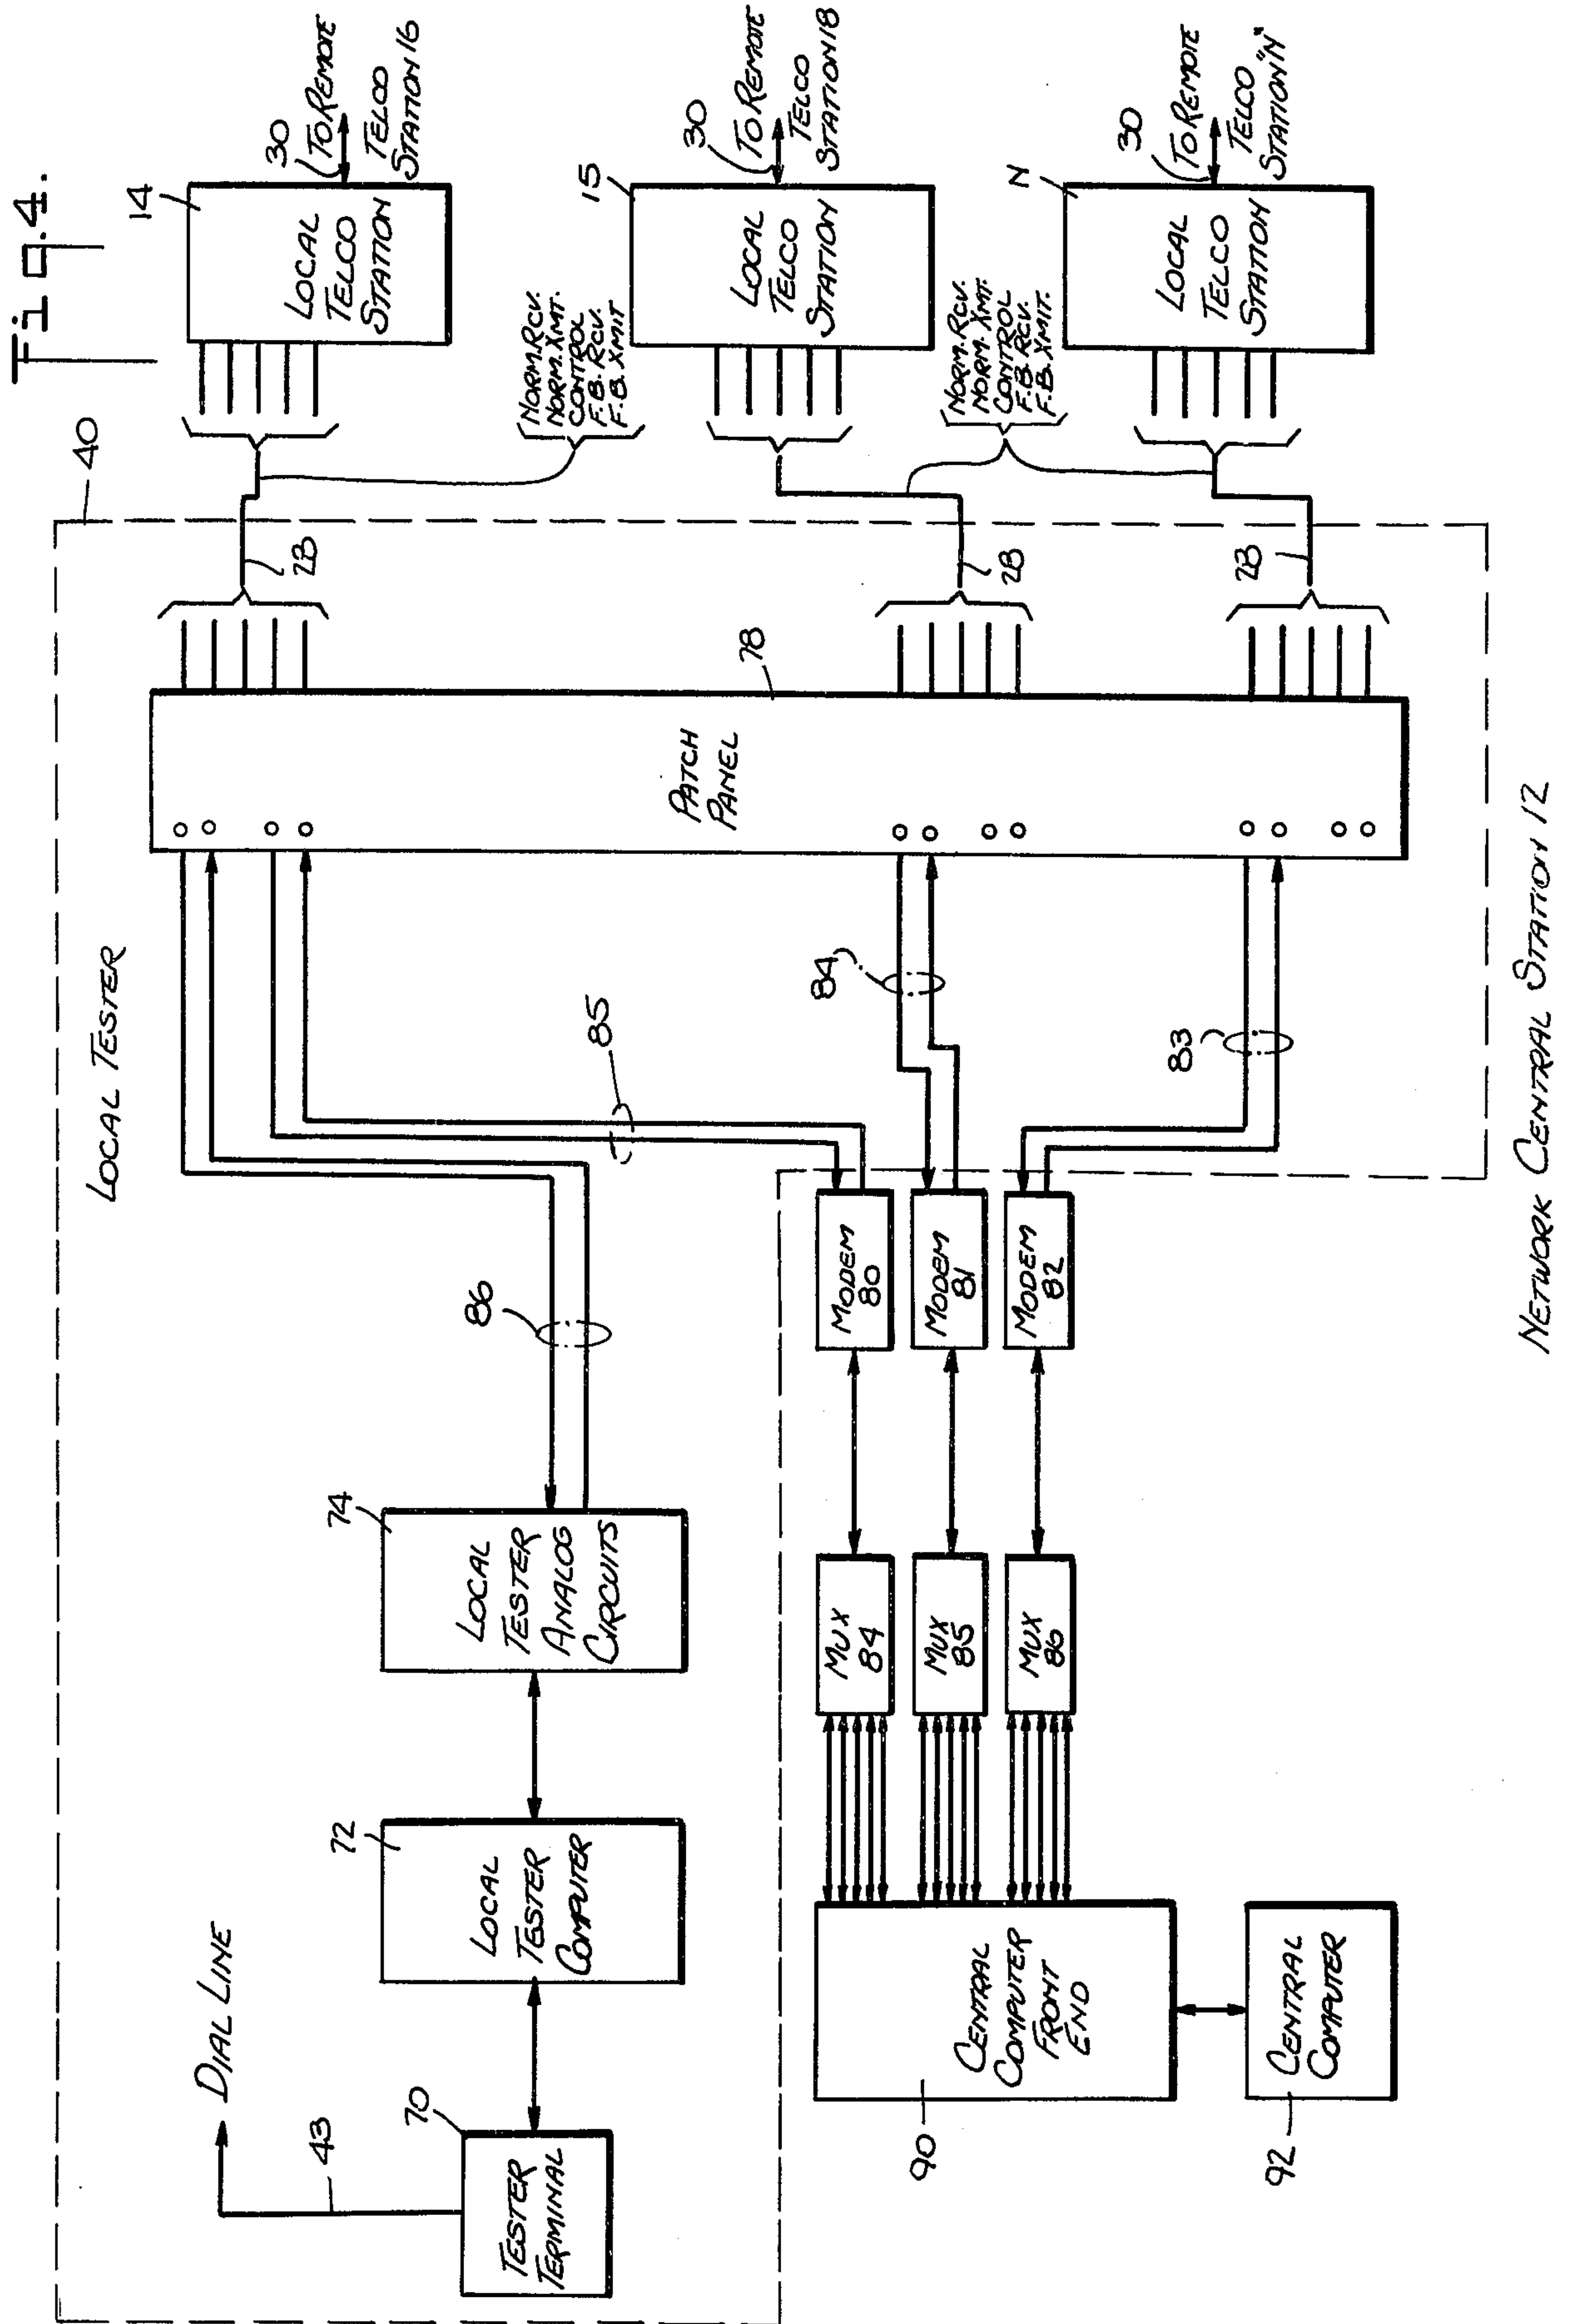 Fig.4.
40
LOCAL TESTER
DIAL LINE
43
70
TESTER
TERMINAL
72
LOCAL
TESTER
COMPUTER
74
LOCAL
TESTER
ANALOG
CIRCUITS
86
85
84
83
78
PATCH
PANEL
28
28
28
NORM. RCV.
NORM. XMT.
CONTROL
F.B. RCV.
F.B. XMIT
NORM. RCV.
NORM. XMT.
CONTROL
F.B. RCV.
F.B. XMIT.
14
LOCAL
TELCO
STATION
30
TO REMOTE
TELCO
STATION 16
15
LOCAL
TELCO
STATION
30
TO REMOTE
TELCO
STATION 18
N
LOCAL
TELCO
STATION
30
TO REMOTE
TELCO
STATION "N"
MODEM
80
MODEM
81
MODEM
82
MUX
84
MUX
85
MUX
86
90
CENTRAL
COMPUTER
FRONT
END
92
CENTRAL
COMPUTER
NETWORK CENTRAL STATION 12